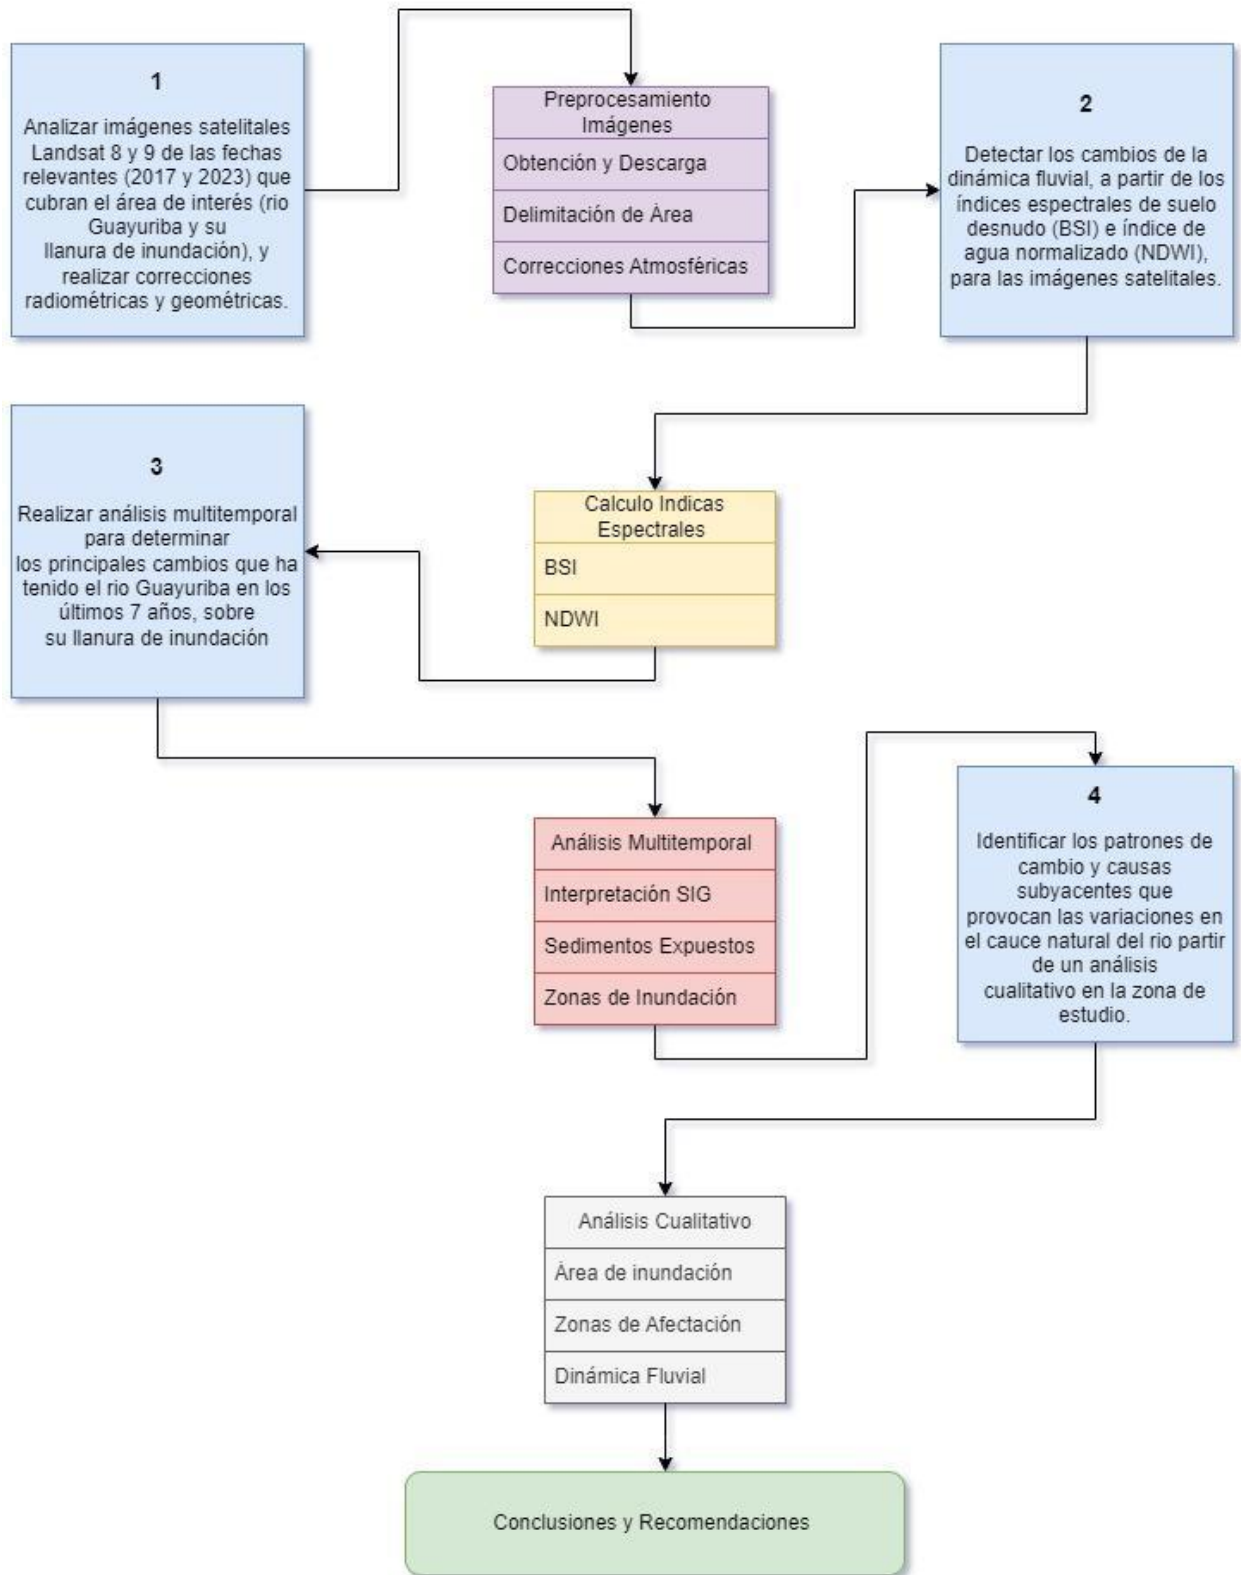 1
Analizar imágenes satelitales
Landsat 8 y 9 de las fechas
relevantes (2017 y 2023) que
cubran el área de interés (rio
Guayuriba y su
llanura de inundación), y
realizar correcciones
radiométricas y geométricas.
Preprocesamiento
Imágenes
Obtención y Descarga
Delimitación de Área
Correcciones Atmosféricas
2
Detectar los cambios de la
dinámica fluvial, a partir de los
índices espectrales de suelo
desnudo (BSI) e índice de
agua normalizado (NDWI),
para las imágenes satelitales.
Calculo Indicas
Espectrales
BSI
NDWI
3
Realizar análisis multitemporal
para determinar
los principales cambios que ha
tenido el rio Guayuriba en los
últimos 7 años, sobre
su llanura de inundación
Análisis Multitemporal
Interpretación SIG
Sedimentos Expuestos
Zonas de Inundación
4
Identificar los patrones de
cambio y causas
subyacentes que
provocan las variaciones en
el cauce natural del rio partir
de un análisis
cualitativo en la zona de
estudio.
Análisis Cualitativo
Área de inundación
Zonas de Afectación
Dinámica Fluvial
Conclusiones y Recomendaciones